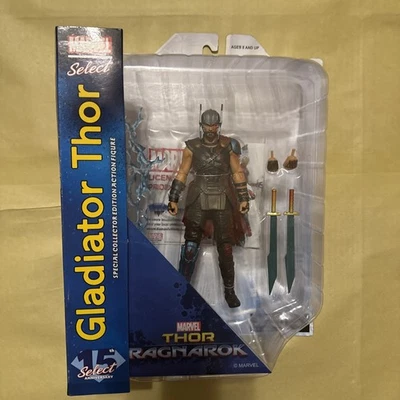 MARVEL
Select
Gladiator Thor
SPECIAL COLLECTOR EDITION ACTION FIGURE
15
Select
ANNIVERSARY
AGES 8 AND UP
MARVEL
THOR
RAGNAROK
© MARVEL